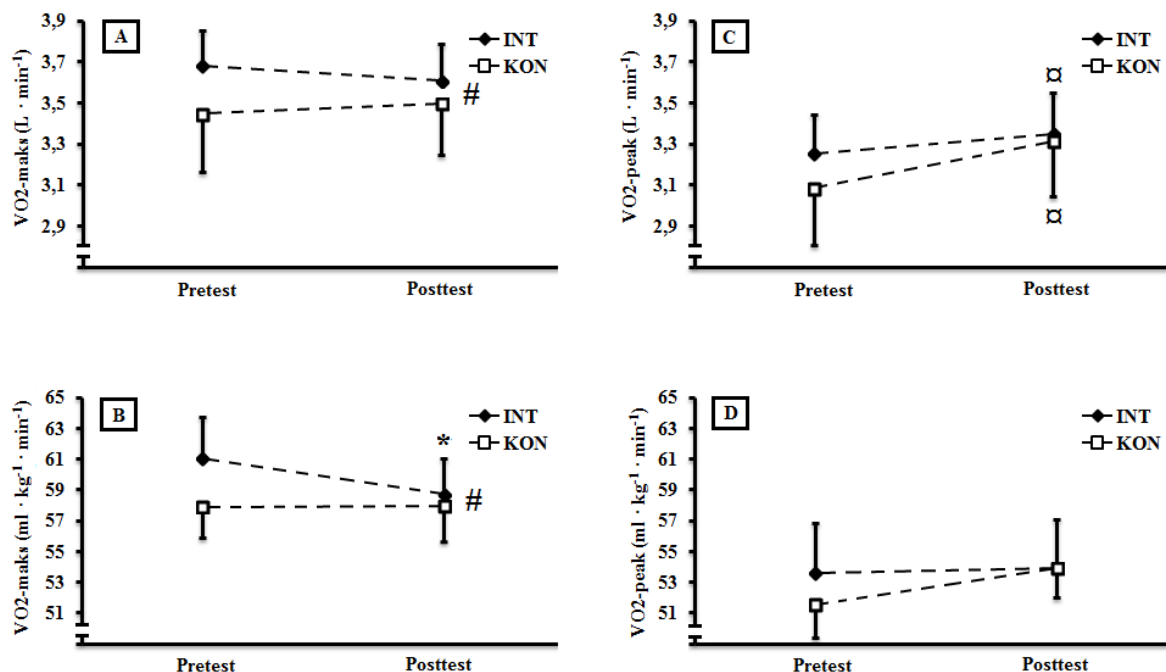 A
INT
KON
VO2-maks (L · min⁻¹)
3,9
3,7
3,5
3,3
3,1
2,9
#
Pretest
Posttest
C
INT
KON
VO2-peak (L · min⁻¹)
3,9
3,7
3,5
3,3
3,1
2,9
¤
¤
Pretest
Posttest
B
INT
KON
VO2-maks (ml · kg⁻¹ · min⁻¹)
65
63
61
59
57
55
53
51
*
#
Pretest
Posttest
D
INT
KON
VO2-peak (ml · kg⁻¹ · min⁻¹)
65
63
61
59
57
55
53
51
Pretest
Posttest